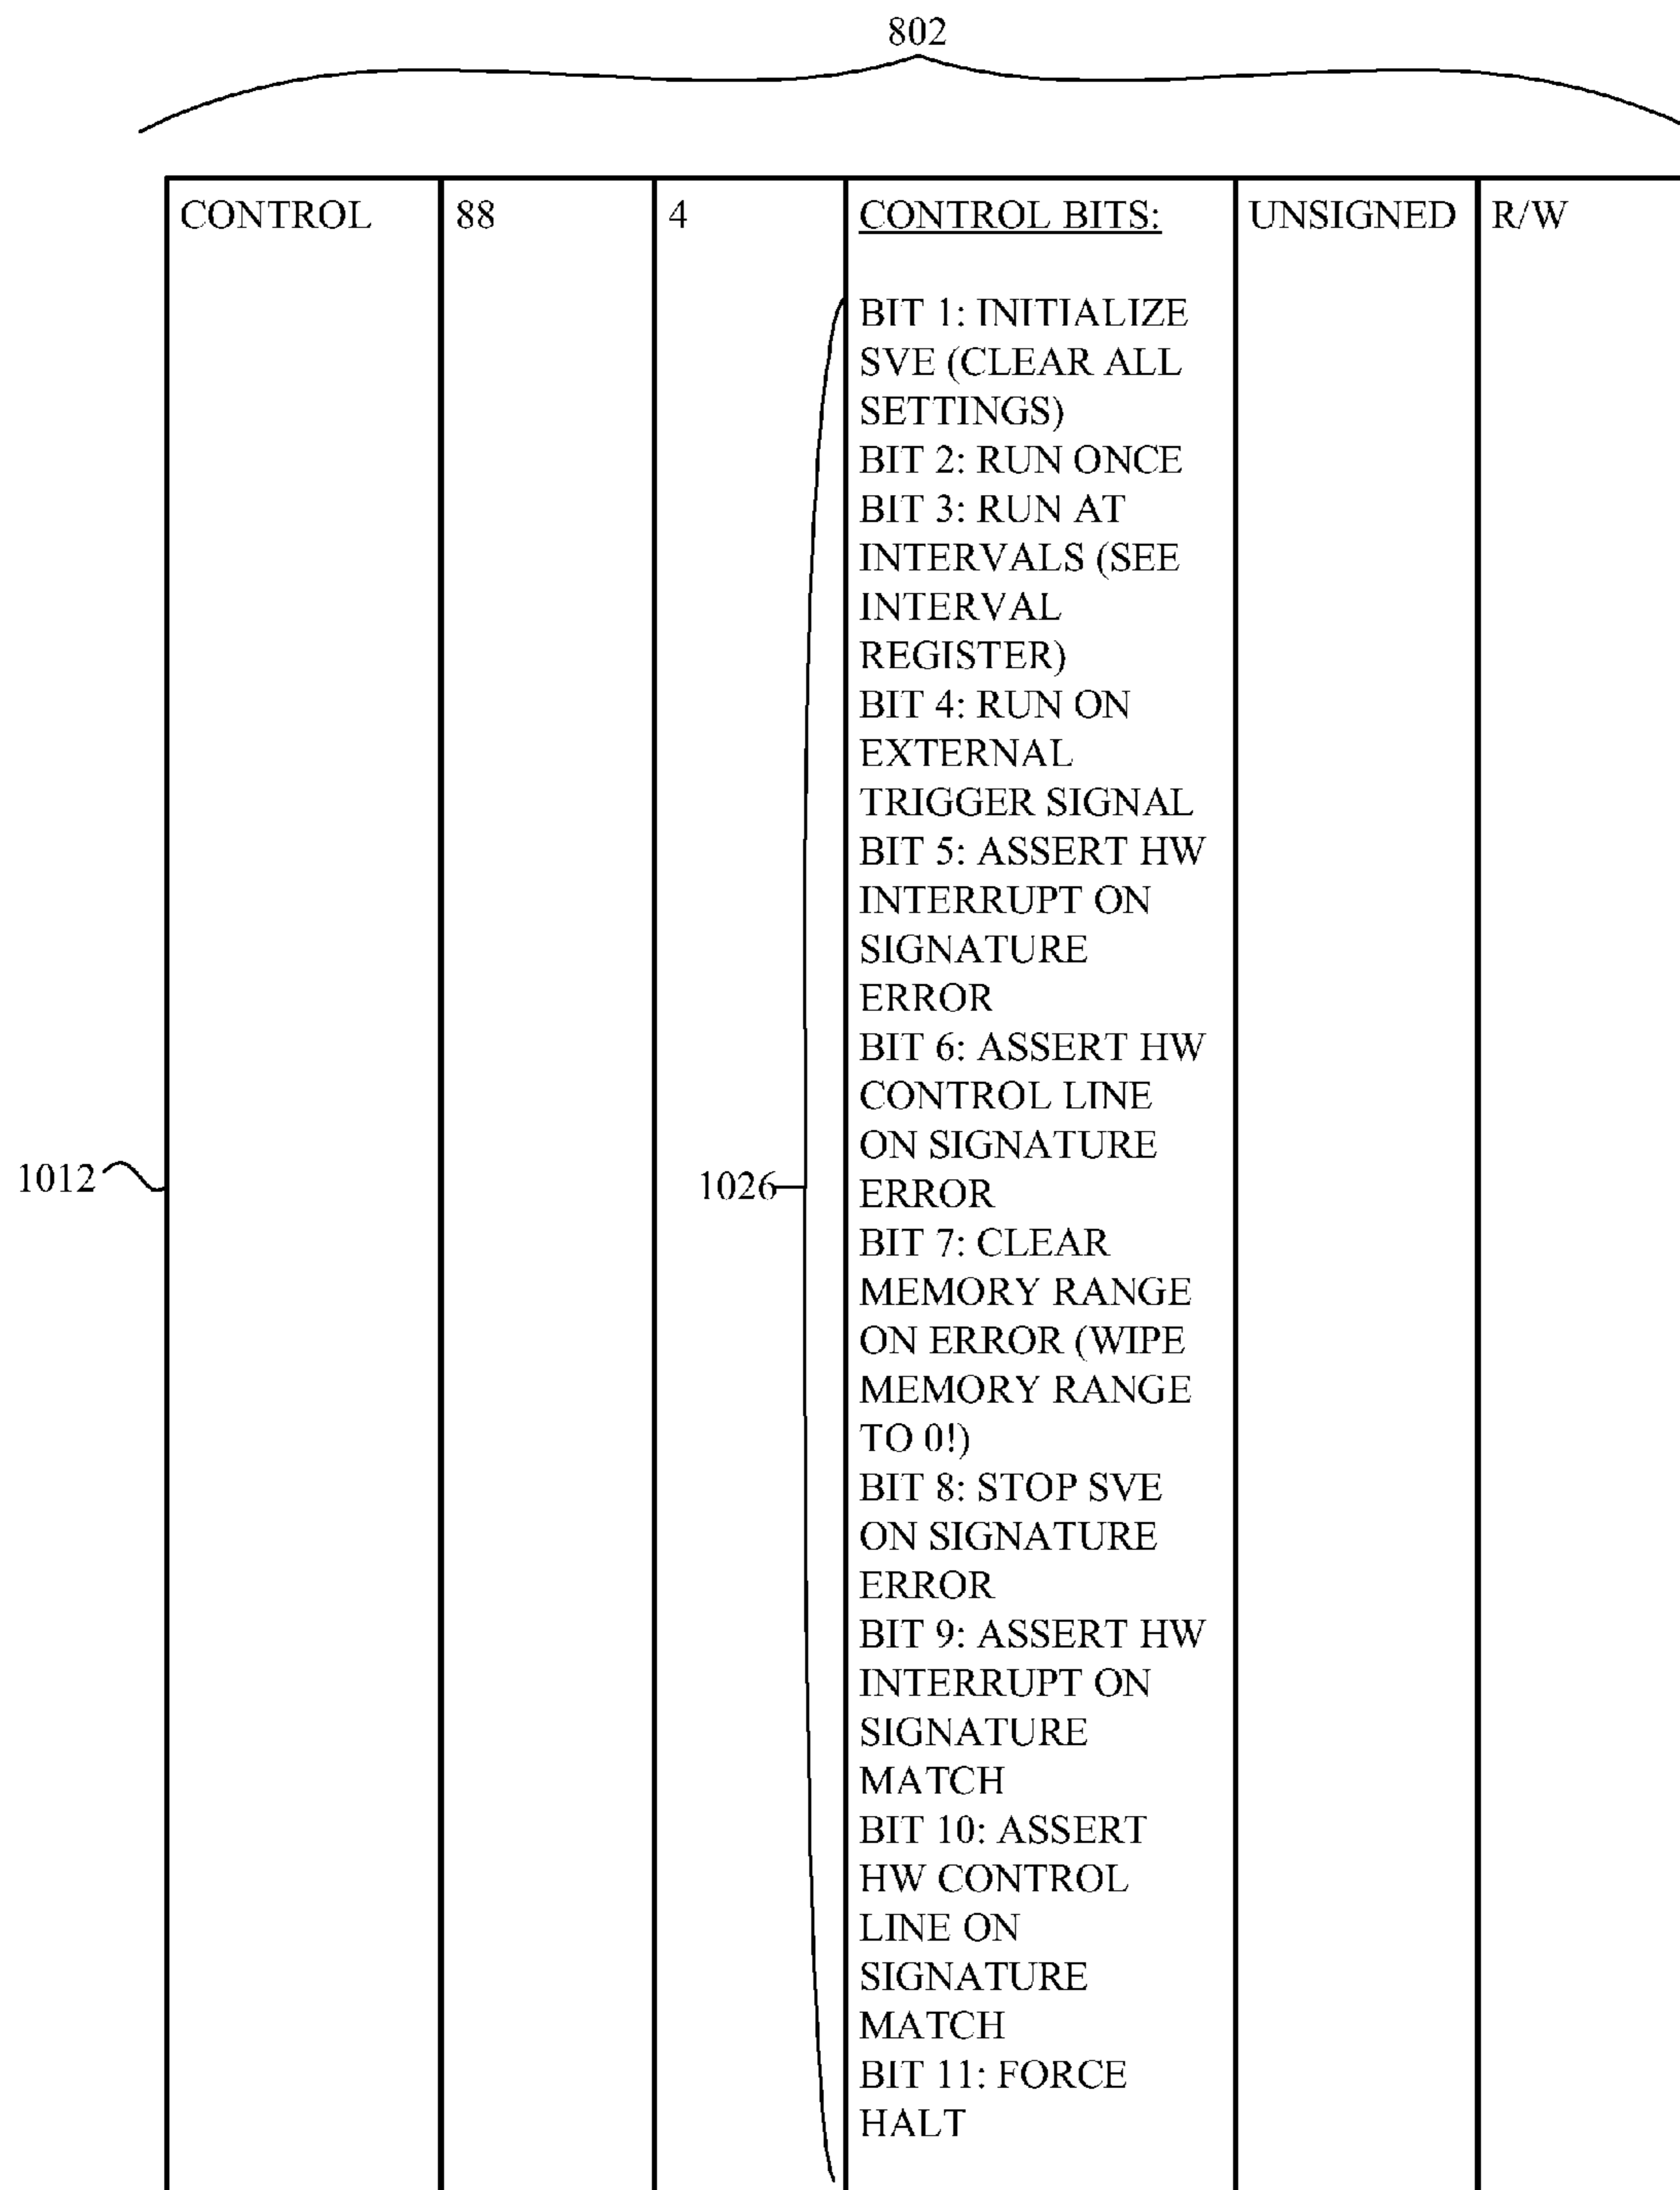 802
CONTROL 88 4 CONTROL BITS: UNSIGNED R/W
BIT 1: INITIALIZE
SVE (CLEAR ALL
SETTINGS)
BIT 2: RUN ONCE
BIT 3: RUN AT
INTERVALS (SEE
INTERVAL
REGISTER)
BIT 4: RUN ON
EXTERNAL
TRIGGER SIGNAL
BIT 5: ASSERT HW
INTERRUPT ON
SIGNATURE
ERROR
BIT 6: ASSERT HW
CONTROL LINE
ON SIGNATURE
ERROR
1012
1026
BIT 7: CLEAR
MEMORY RANGE
ON ERROR (WIPE
MEMORY RANGE
TO 0!)
BIT 8: STOP SVE
ON SIGNATURE
ERROR
BIT 9: ASSERT HW
INTERRUPT ON
SIGNATURE
MATCH
BIT 10: ASSERT
HW CONTROL
LINE ON
SIGNATURE
MATCH
BIT 11: FORCE
HALT